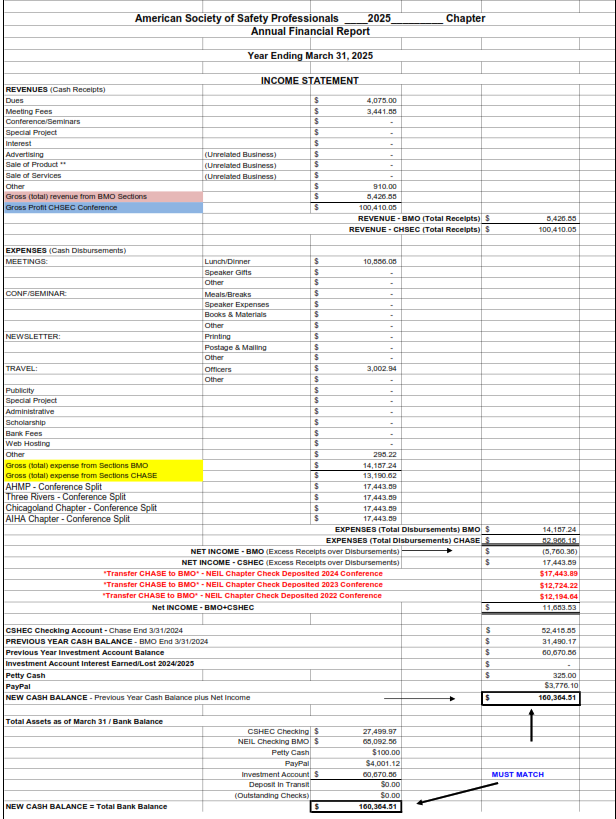 American Society of Safety Professionals ____2025_________ Chapter
Annual Financial Report
Year Ending March 31, 2025
INCOME STATEMENT
REVENUES (Cash Receipts)
Dues $ 4,075.00
Meeting Fees $ 3,441.88
Conference/Seminars $ -
Special Project $ -
Interest $ -
Advertising (Unrelated Business) $ -
Sale of Product ** (Unrelated Business) $ -
Sale of Services (Unrelated Business) $ -
Other $ 910.00
Gross (total) revenue from BMO Sections $ 8,426.88
Gross Profit CHSEC Conference $ 100,410.05
REVENUE - BMO (Total Receipts) $ 8,426.88
REVENUE - CHSEC (Total Receipts) $ 100,410.05
EXPENSES (Cash Disbursements)
MEETINGS: Lunch/Dinner $ 10,886.08
Speaker Gifts $ -
Other $ -
CONF/SEMINAR: Meals/Breaks $ -
Speaker Expenses $ -
Books & Materials $ -
Other $ -
NEWSLETTER: Printing $ -
Postage & Mailing $ -
Other $ -
TRAVEL: Officers $ 3,002.94
Other $ -
Publicity $ -
Special Project $ -
Administrative $ -
Scholarship $ -
Bank Fees $ -
Web Hosting $ -
Other $ 298.22
Gross (total) expense from Sections BMO $ 14,187.24
Gross (total) expense from Sections CHASE $ 13,190.62
AHMP - Conference Split $ 17,443.89
Three Rivers - Conference Split $ 17,443.89
Chicagoland Chapter - Conference Split $ 17,443.89
AIHA Chapter - Conference Split $ 17,443.89
EXPENSES (Total Disbursements) BMO $ 14,187.24
EXPENSES (Total Disbursements) CHASE $ 82,966.18
NET INCOME - BMO (Excess Receipts over Disbursements) $ (5,760.36)
NET INCOME - CHSEC (Excess Receipts over Disbursements) $ 17,443.89
*Transfer CHASE to BMO* - NEIL Chapter Check Deposited 2024 Conference $17,443.89
*Transfer CHASE to BMO* - NEIL Chapter Check Deposited 2023 Conference $12,724.22
*Transfer CHASE to BMO* - NEIL Chapter Check Deposited 2022 Conference $12,194.64
Net INCOME - BMO+CSHEC $ 11,683.53
CSHEC Checking Account - Chase End 3/31/2024 $ 52,418.85
PREVIOUS YEAR CASH BALANCE - BMO End 3/31/2024 $ 31,490.17
Previous Year Investment Account Balance $ 60,670.86
Investment Account Interest Earned/Lost 2024/2025 $ -
Petty Cash $ 325.00
PayPal $3,776.10
NEW CASH BALANCE - Previous Year Cash Balance plus Net Income $ 160,364.51
Total Assets as of March 31 / Bank Balance
CSHEC Checking $ 27,499.97
NEIL Checking BMO $ 68,092.56
Petty Cash $100.00
PayPal $4,001.12
Investment Account $ 60,670.86 MUST MATCH
Deposit in Transit $0.00
(Outstanding Checks) $0.00
NEW CASH BALANCE = Total Bank Balance $ 160,364.51